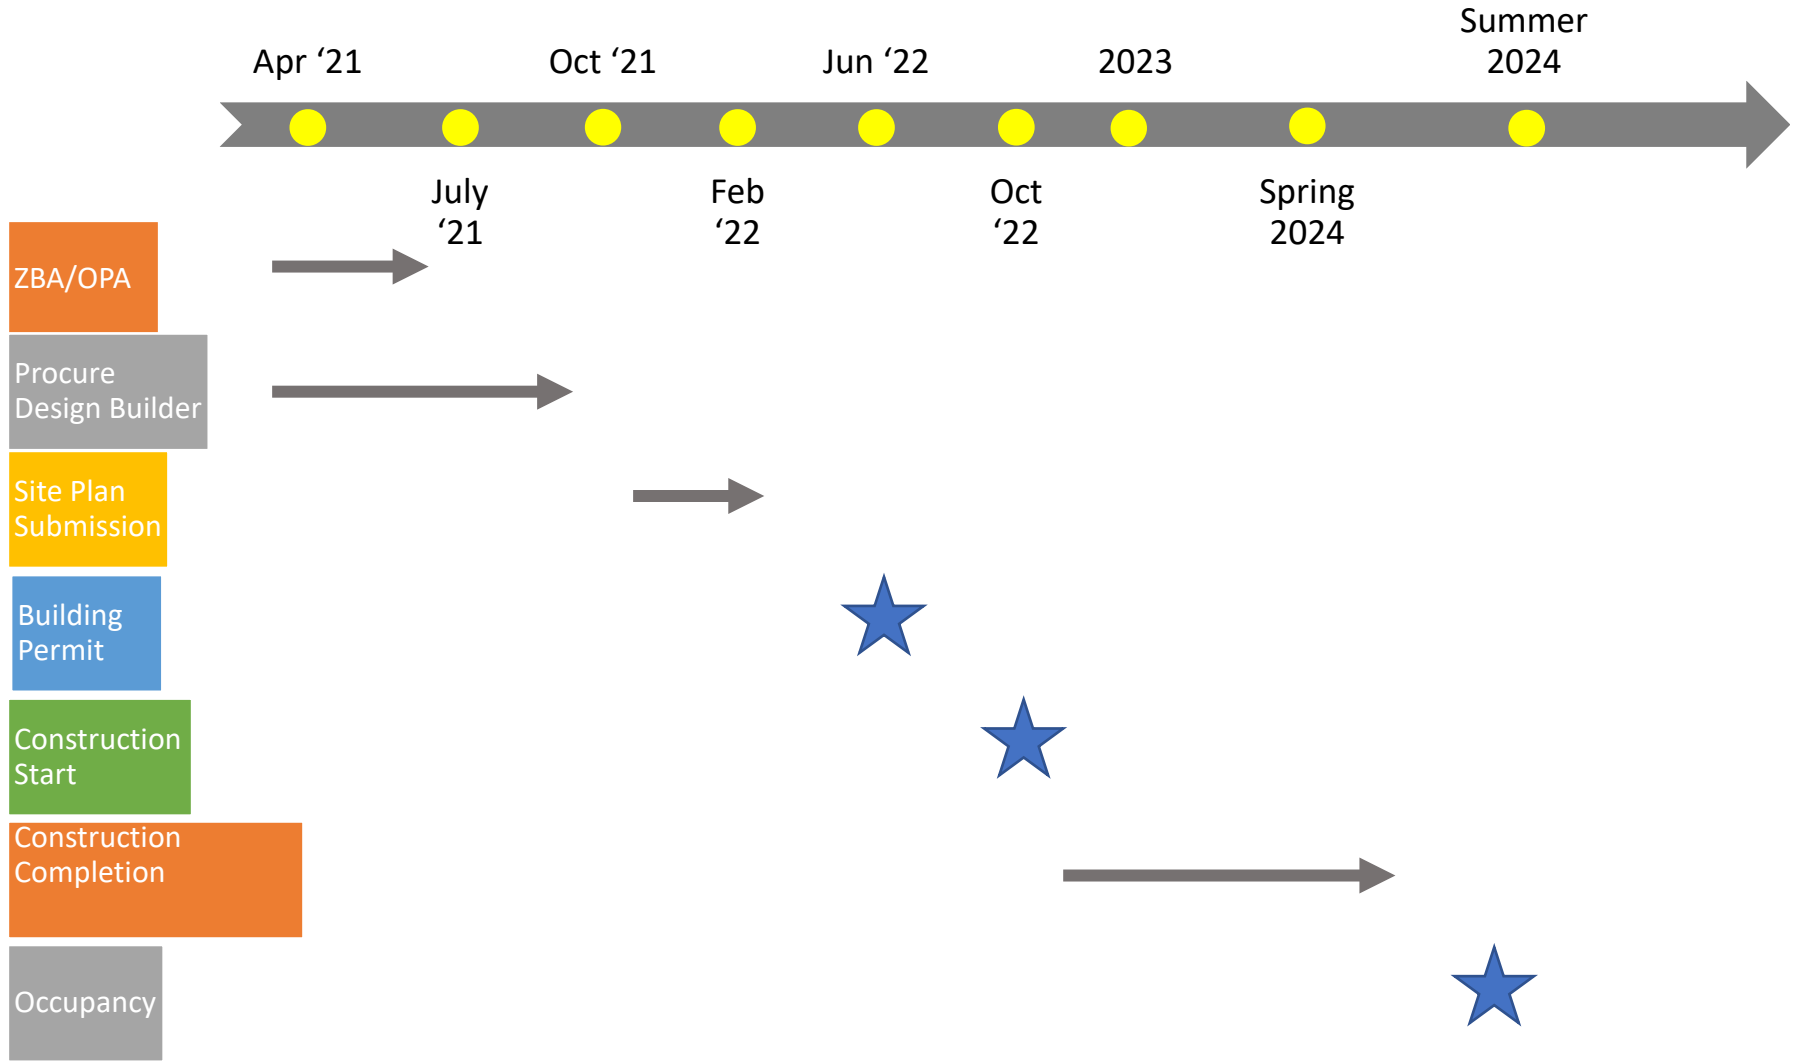 Summer
Apr ‘21
Oct ‘21
Jun ‘22
2023
2024
July
‘21
Feb
‘22
Oct
‘22
Spring
2024
ZBA/OPA
Procure
Design Builder
Site Plan
Submission
Building
Permit
Construction
Start
Construction
Completion
Occupancy